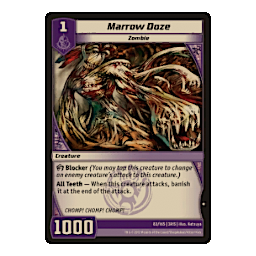 1
Marrow Ooze
Zombie
Creature
Blocker (You may tap this creature to change
an enemy creature's attack to this creature.)
All Teeth — When this creature attacks, banish
it at the end of the attack.
CHOMP! CHOMP! CHOMP!
1000